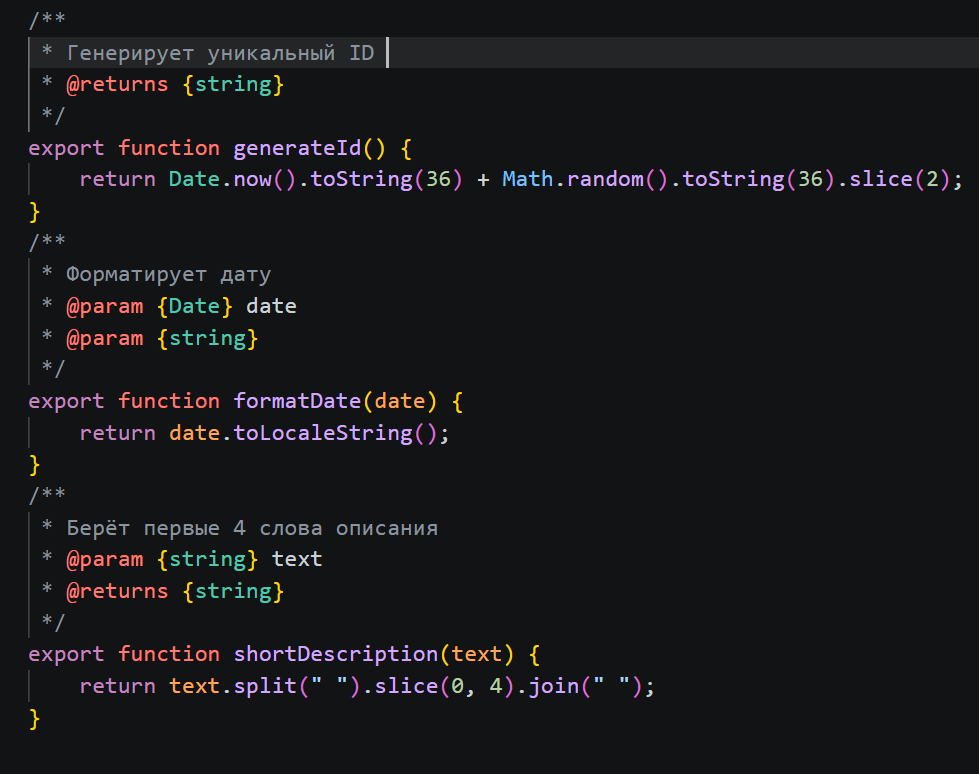 /**
 * Генерирует уникальный ID
 * @returns {string}
 */
export function generateId() {
    return Date.now().toString(36) + Math.random().toString(36).slice(2);
}
/**
 * Форматирует дату
 * @param {Date} date
 * @param {string}
 */
export function formatDate(date) {
    return date.toLocaleString();
}
/**
 * Берёт первые 4 слова описания
 * @param {string} text
 * @returns {string}
 */
export function shortDescription(text) {
    return text.split(" ").slice(0, 4).join(" ");
}